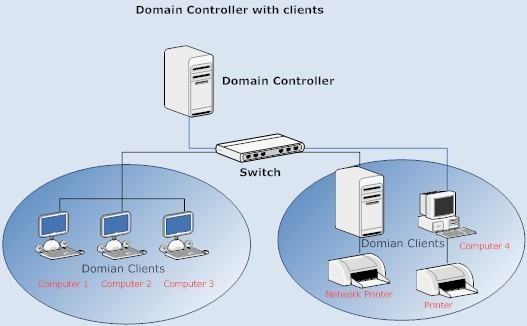 Domain Controller with clients
Domain Controller
Switch
Domian Clients
Computer 1
Computer 2
Computer 3
Domian Clients
Computer 4
Network Printer
Printer